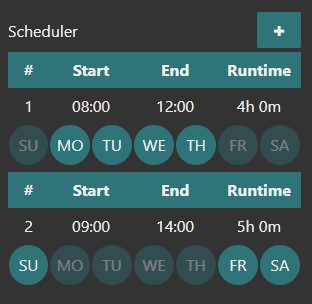 Scheduler +
# Start End Runtime
1 08:00 12:00 4h 0m
SU MO TU WE TH FR SA
# Start End Runtime
2 09:00 14:00 5h 0m
SU MO TU WE TH FR SA